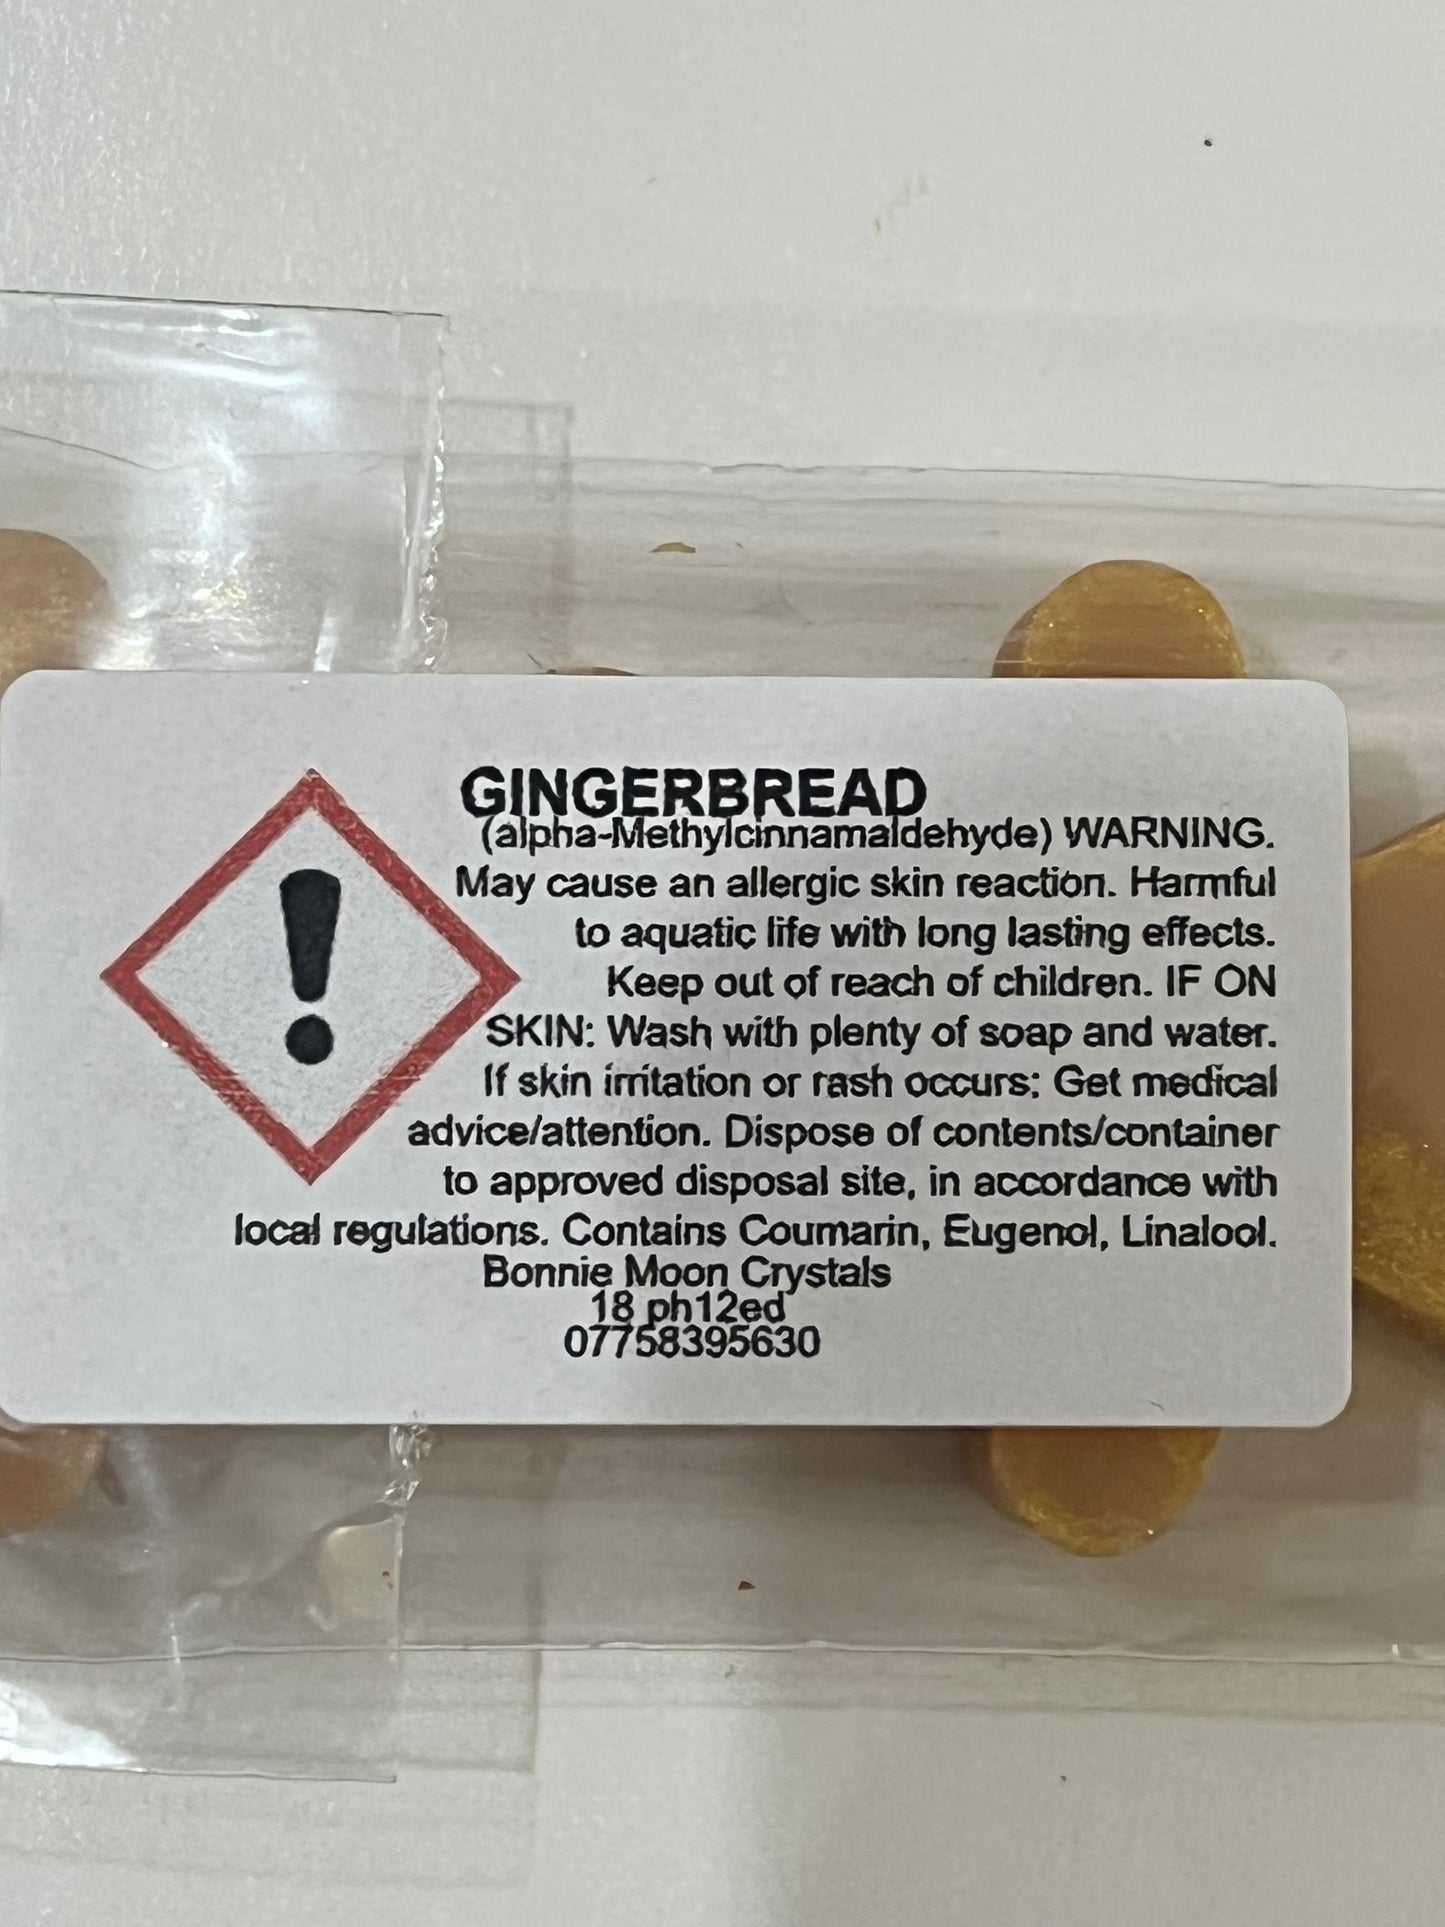 GINGERBREAD
(alpha-Methylcinnamaldehyde) WARNING.
May cause an allergic skin reaction. Harmful
to aquatic life with long lasting effects.
Keep out of reach of children. IF ON
SKIN: Wash with plenty of soap and water.
If skin irritation or rash occurs: Get medical
advice/attention. Dispose of contents/container
to approved disposal site, in accordance with
local regulations. Contains Coumarin, Eugenol, Linalool.
Bonnie Moon Crystals
18 ph12ed
07758395630